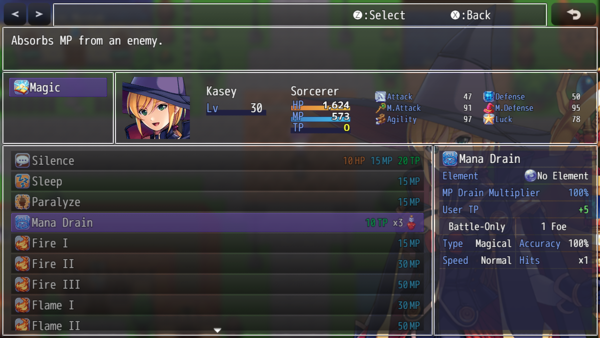 Z:Select X:Back
Absorbs MP from an enemy.
Magic
Kasey Sorcerer
Lv 30
HP 1,624
MP 573
TP 0
Attack 47 Defense 50
M.Attack 91 M.Defense 95
Agility 97 Luck 78
Silence 10 HP 15 MP 20 TP
Sleep 15 MP
Paralyze 15 MP
Mana Drain 10 TP ×3
Fire I 15 MP
Fire II 30 MP
Fire III 50 MP
Flame I 30 MP
Flame II 50 MP
Mana Drain
Element No Element
MP Drain Multiplier 100%
User TP +5
Battle-Only 1 Foe
Type Magical Accuracy 100%
Speed Normal Hits ×1